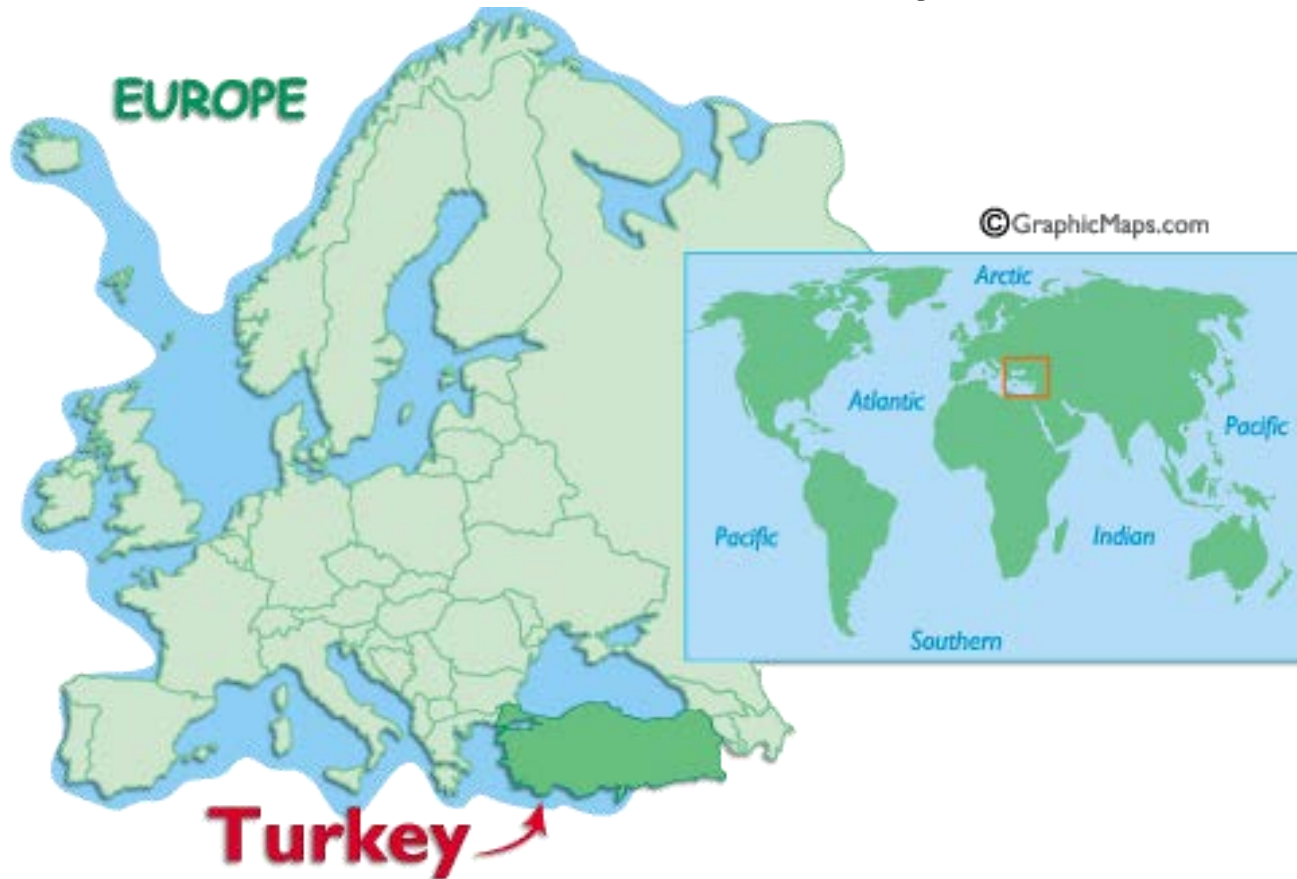 EUROPE
©GraphicMaps.com
Arctic
Atlantic
Pacific
Pacific
Indian
Southern
Turkey